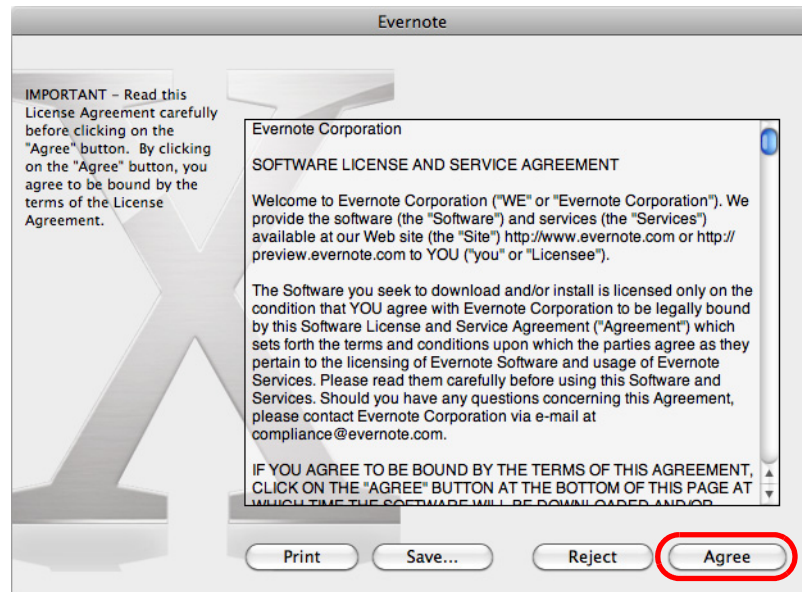 Evernote
IMPORTANT – Read this
License Agreement carefully
before clicking on the
"Agree" button.  By clicking
on the "Agree" button, you
agree to be bound by the
terms of the License
Agreement.
Evernote Corporation
SOFTWARE LICENSE AND SERVICE AGREEMENT
Welcome to Evernote Corporation ("WE" or "Evernote Corporation"). We
provide the software (the "Software") and services (the "Services")
available at our Web site (the "Site") http://www.evernote.com or http://
preview.evernote.com to YOU ("you" or "Licensee").
The Software you seek to download and/or install is licensed only on the
condition that YOU agree with Evernote Corporation to be legally bound
by this Software License and Service Agreement ("Agreement") which
sets forth the terms and conditions upon which the parties agree as they
pertain to the licensing of Evernote Software and usage of Evernote
Services. Please read them carefully before using this Software and
Services. Should you have any questions concerning this Agreement,
please contact Evernote Corporation via e-mail at
compliance@evernote.com.
IF YOU AGREE TO BE BOUND BY THE TERMS OF THIS AGREEMENT,
CLICK ON THE "AGREE" BUTTON AT THE BOTTOM OF THIS PAGE AT
WHICH TIME THE SOFTWARE WILL BE DOWNLOADED AND/OR
Print
Save...
Reject
Agree